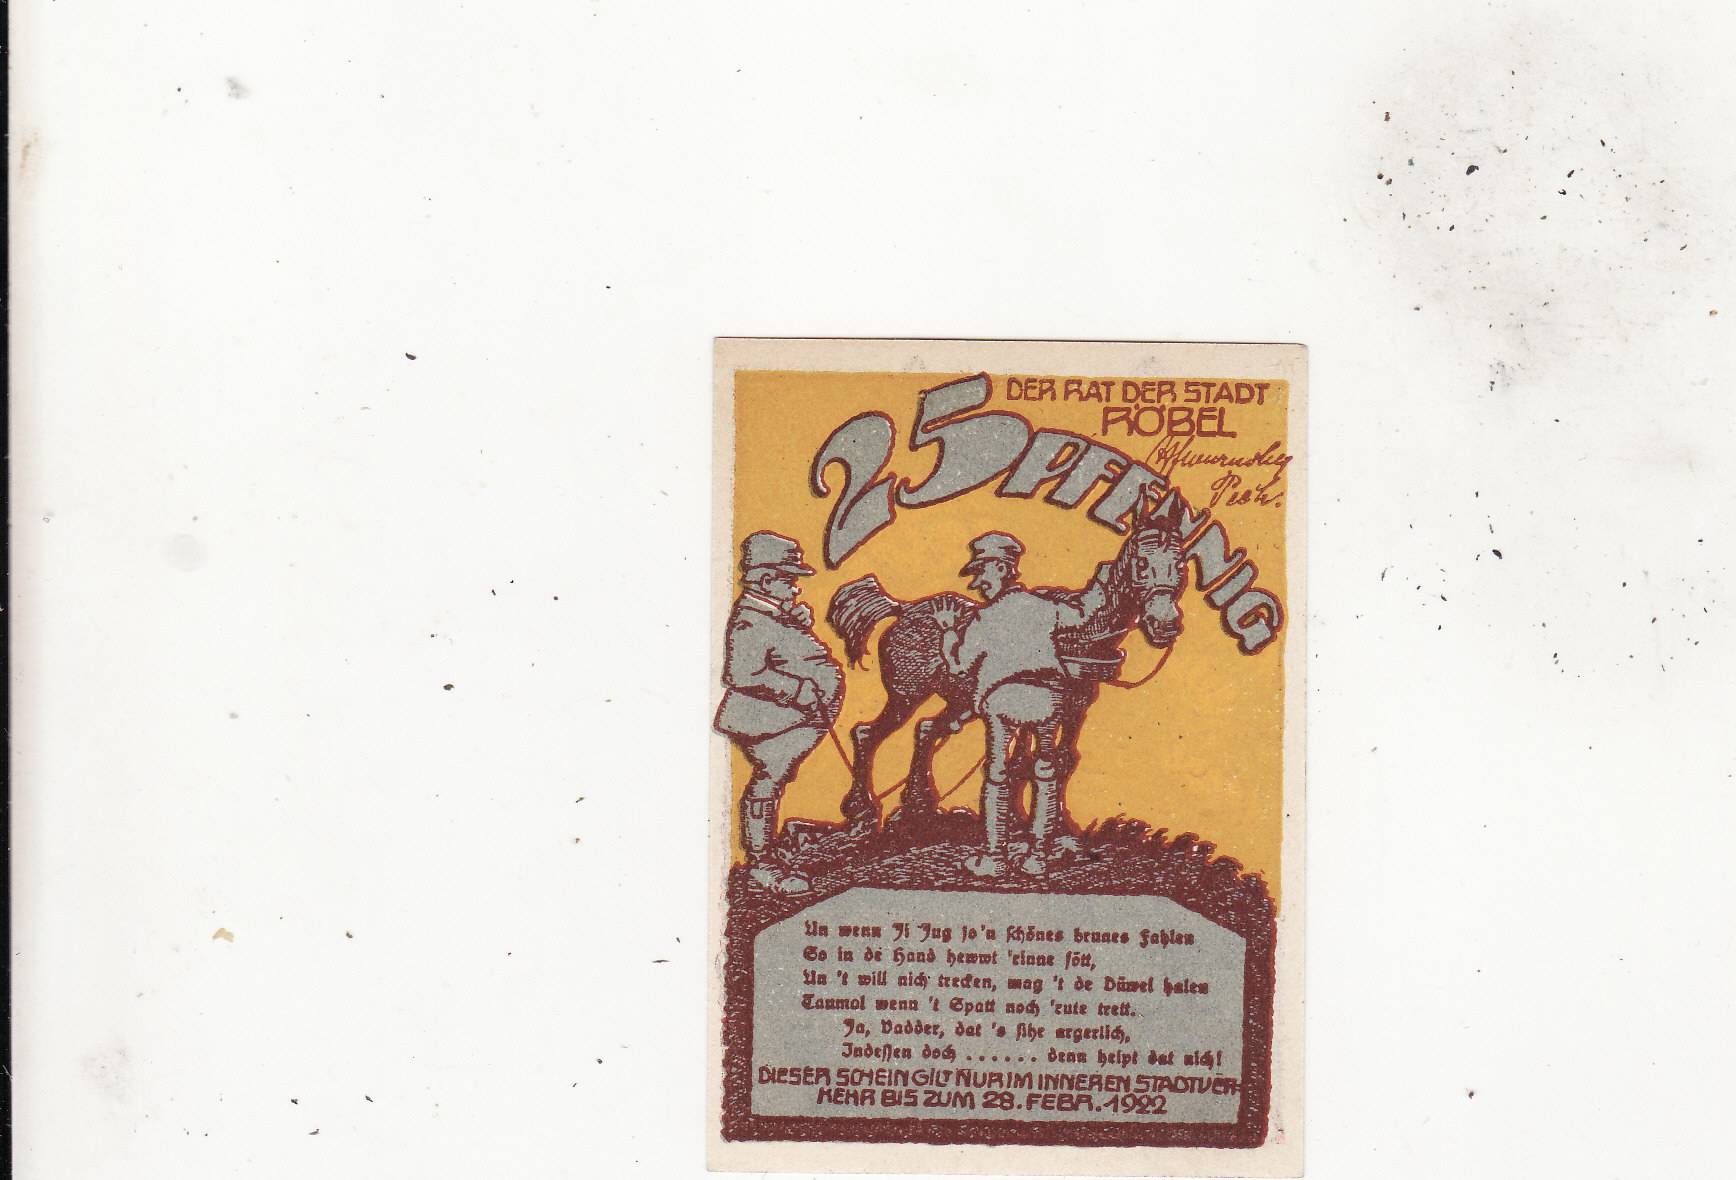 DER RAT DER STADT
RÖBEL
25 PFENNIG
Un wenn Ji Jug so'n schönes brunes Fahlen
So in de Hand hewwt 'rinne sött,
Un 't will nich trecken, mag 't de Düwel halen
Taumol wenn 't Spatt noch 'rute trett.
Ja, Vadder, dat 's sihr argerlich,
Indessen doch ...... denn helpt dat nich!
DIESER SCHEIN GILT NUR IM INNEREN STADTVER-
KEHR BIS ZUM 28. FEBR. 1922